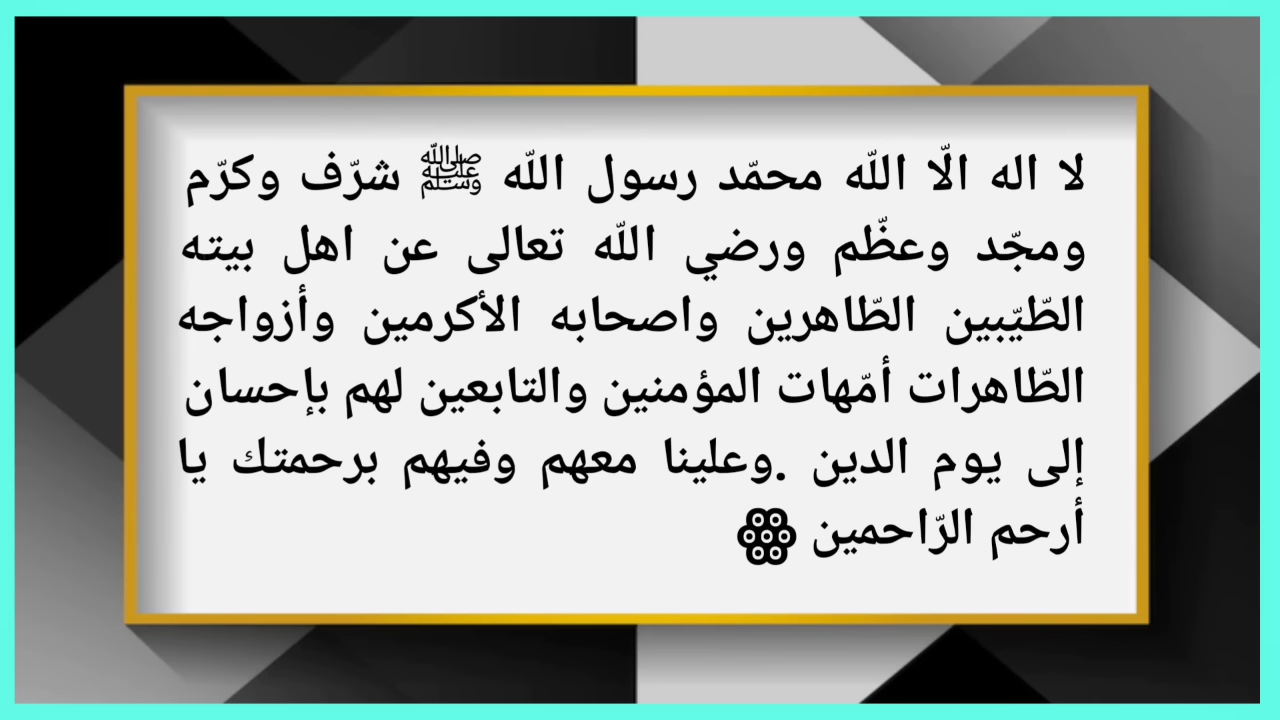 لا اله الّا اللّه محمّد رسول اللّه ﷺ شرّف وكرّم
ومجّد وعظّم ورضي اللّه تعالى عن اهل بيته
الطّيّبين الطّاهرين واصحابه الأكرمين وأزواجه
الطّاهرات أمّهات المؤمنين والتابعين لهم بإحسان
إلى يوم الدين .وعلينا معهم وفيهم برحمتك يا
أرحم الرّاحمين